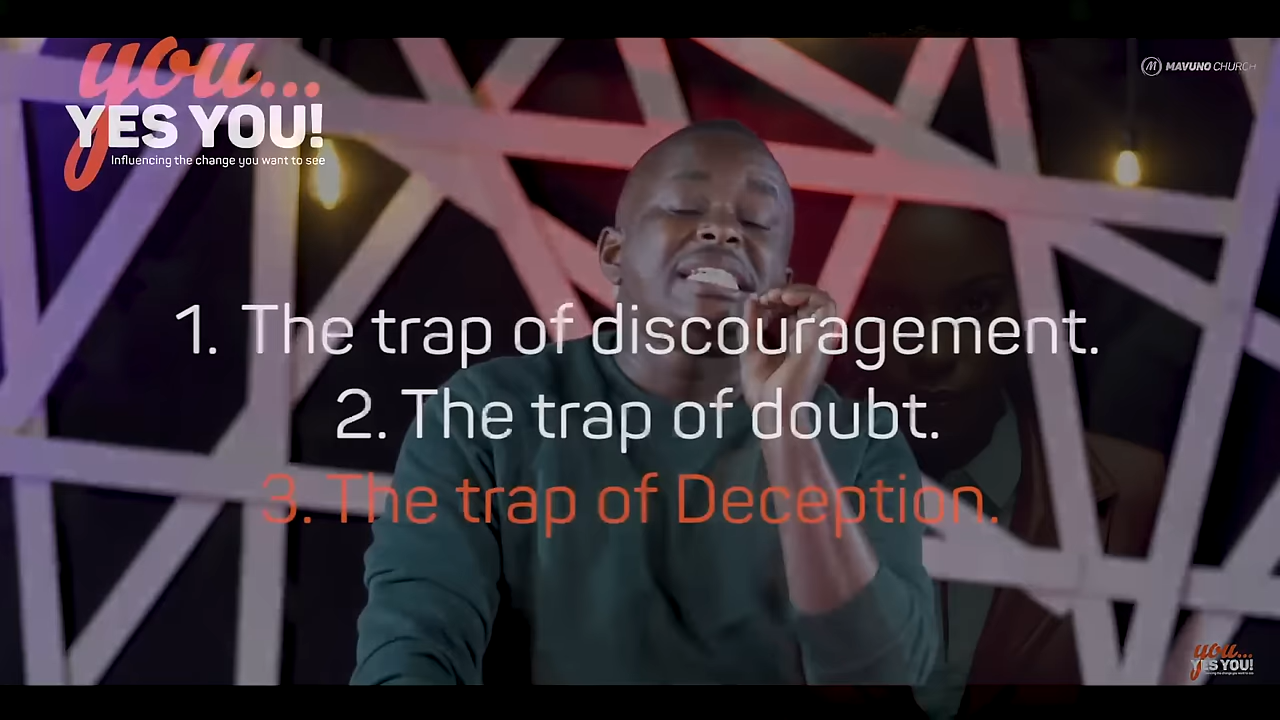 you...
YES YOU!
Influencing the change you want to see
MAVUNO CHURCH
1. The trap of discouragement.
2. The trap of doubt.
3. The trap of Deception.
you...
YES YOU!